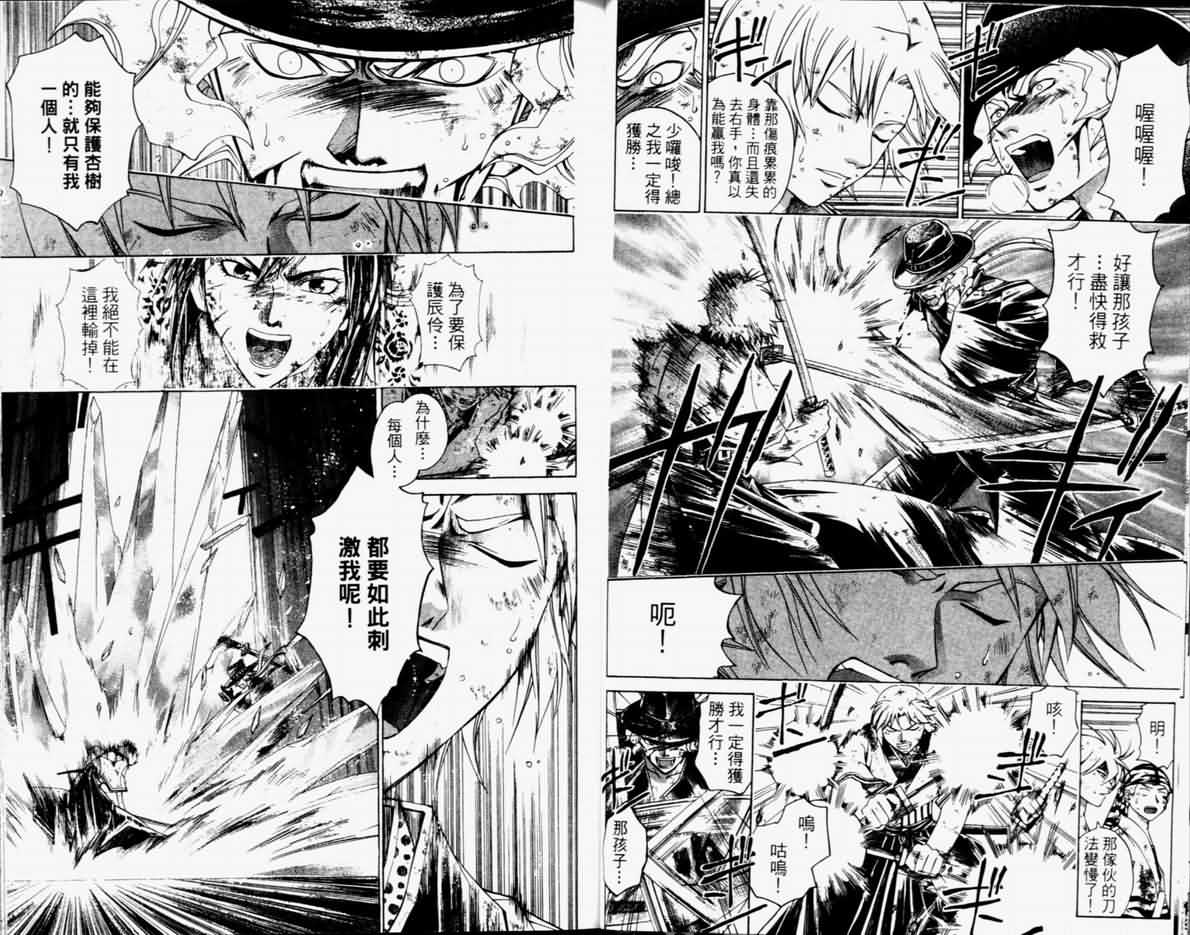 喔喔喔！
靠那傷痕累累的
身體…而且還失
去右手，你真以
為能贏我嗎？
少囉唆！總
之我一定得
獲勝…
好讓那孩子
…盡快得救
才行！
呃！
明！
那傢伙的刀
法變慢了！
咳！
嗚！
咕嗚！
我一定得獲
勝才行…
那孩子…
能夠保護杏樹
的…就只有我
一個人！
為了要保
護辰伶…
我絕不能在
這裡輸掉！
為什麼…
每個人…
都要如此刺
激我呢！